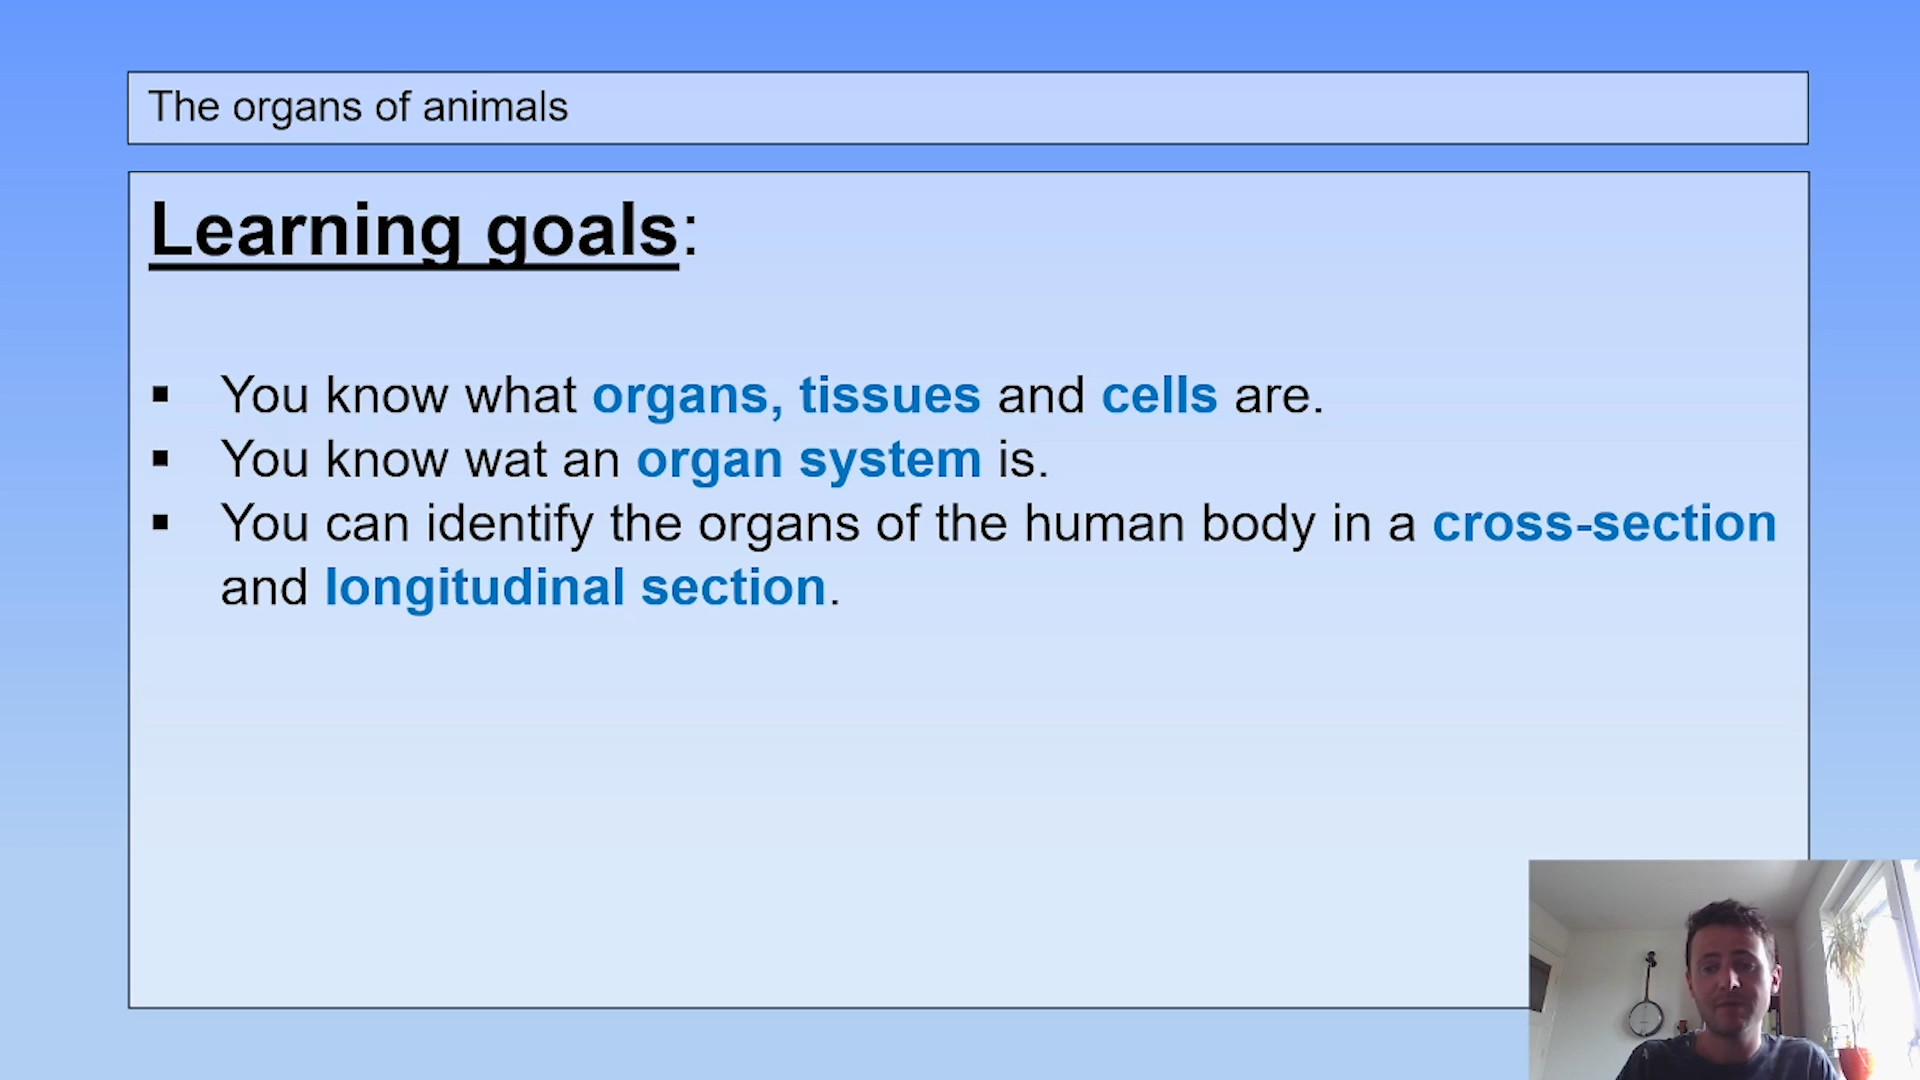 The organs of animals
Learning goals:
▪ You know what organs, tissues and cells are.
▪ You know wat an organ system is.
▪ You can identify the organs of the human body in a cross-section
and longitudinal section.